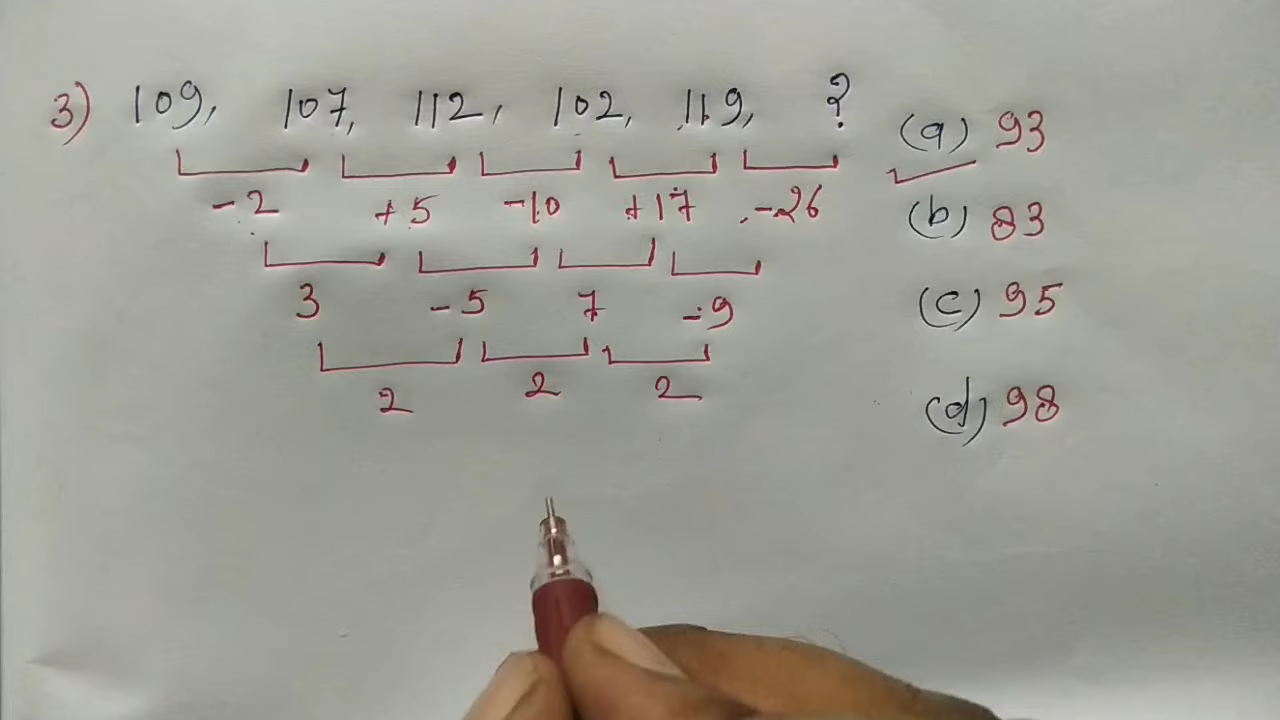 3) 109, 107, 112, 102, 119, ? (a) 93
-2 +5 -10 +17 -26 (b) 83
3 -5 7 -9 (c) 95
2 2 2 (d) 98